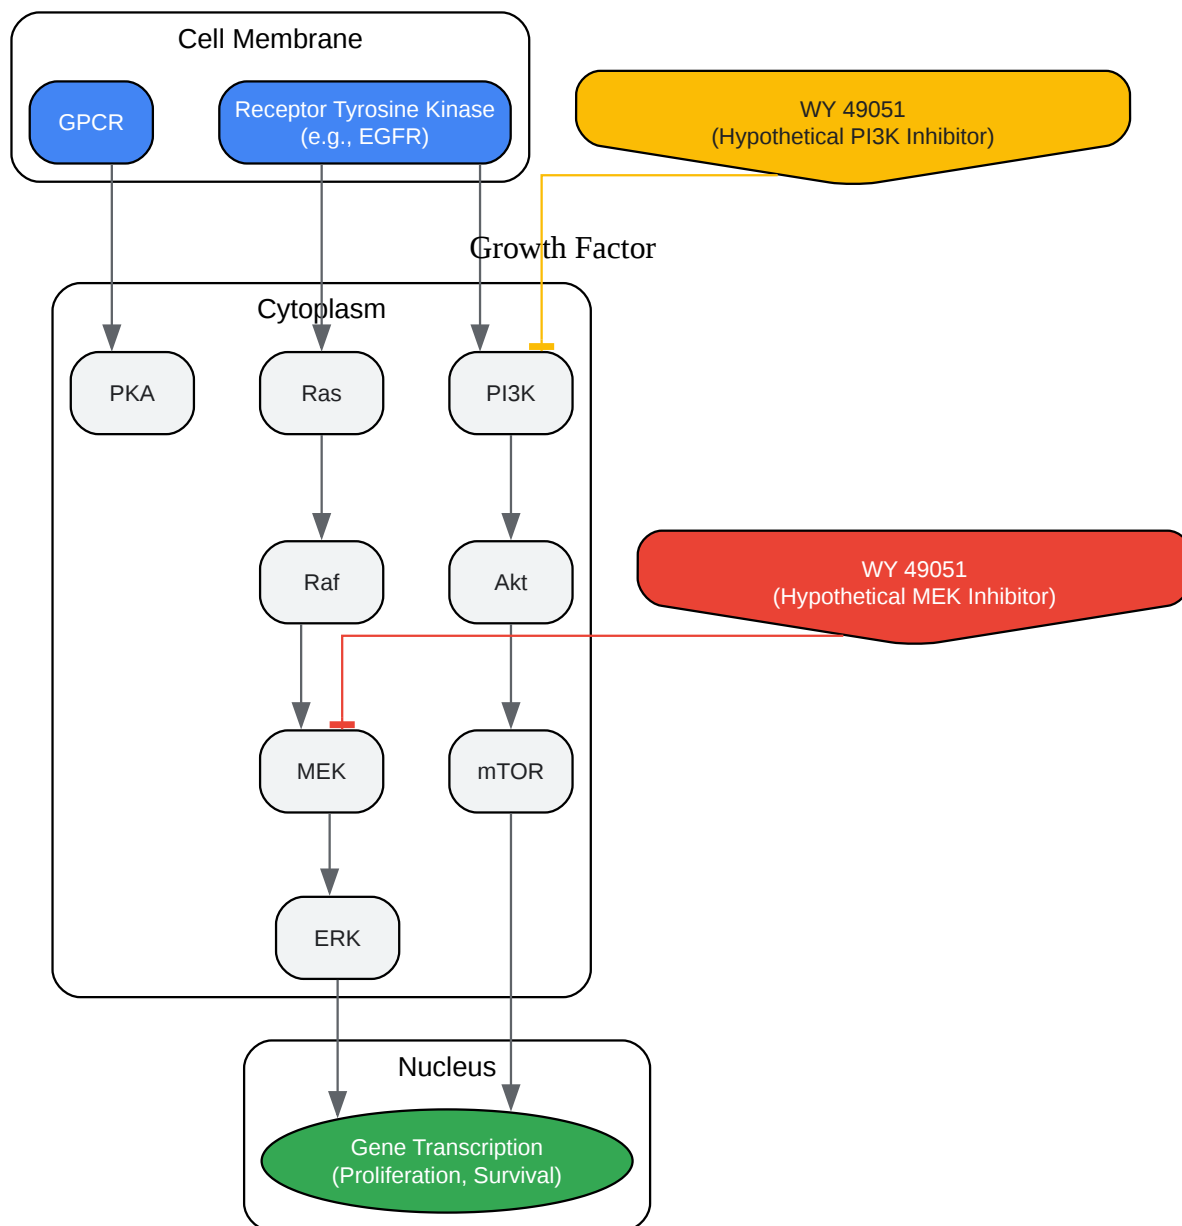 Cell Membrane
GPCR
Receptor Tyrosine Kinase
(e.g., EGFR)
WY 49051
(Hypothetical PI3K Inhibitor)
Growth Factor
Cytoplasm
PKA
Ras
PI3K
Raf
Akt
WY 49051
(Hypothetical MEK Inhibitor)
MEK
mTOR
ERK
Nucleus
Gene Transcription
(Proliferation, Survival)